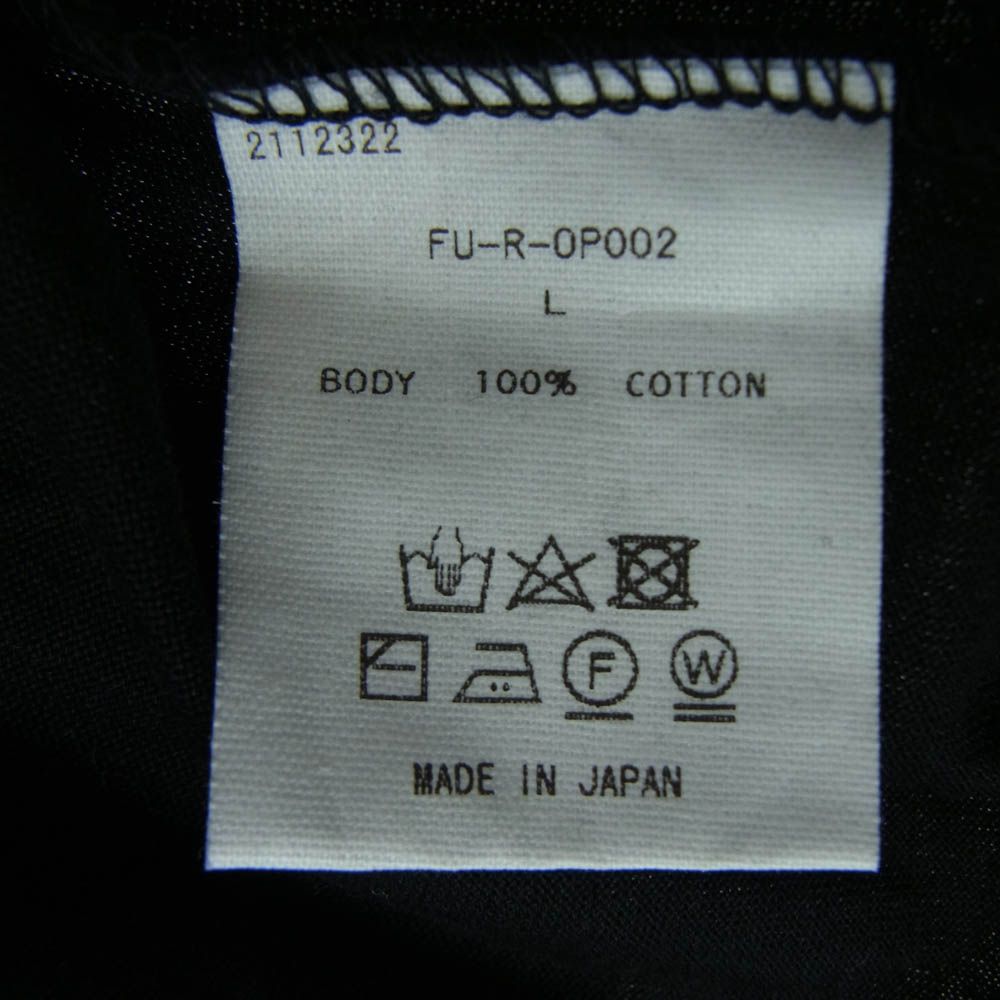 2112322
FU-R-OP002
L
BODY 100% COTTON
F W
MADE IN JAPAN